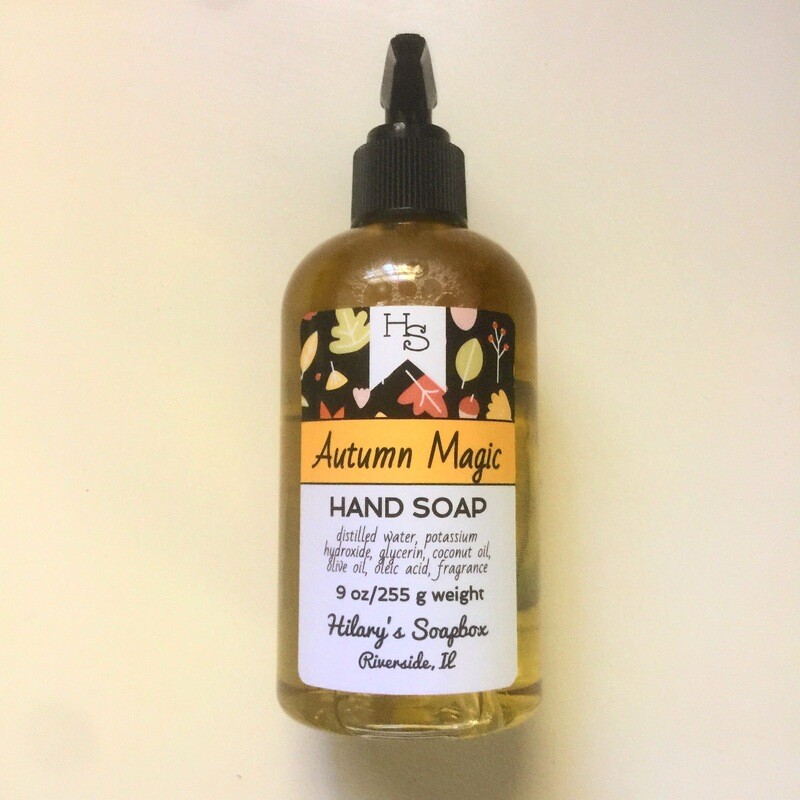 HS
Autumn Magic
HAND SOAP
distilled water, potassium
hydroxide, glycerin, coconut oil,
olive oil, oleic acid, fragrance
9 oz/255 g weight
Hilary's Soapbox
Riverside, Il